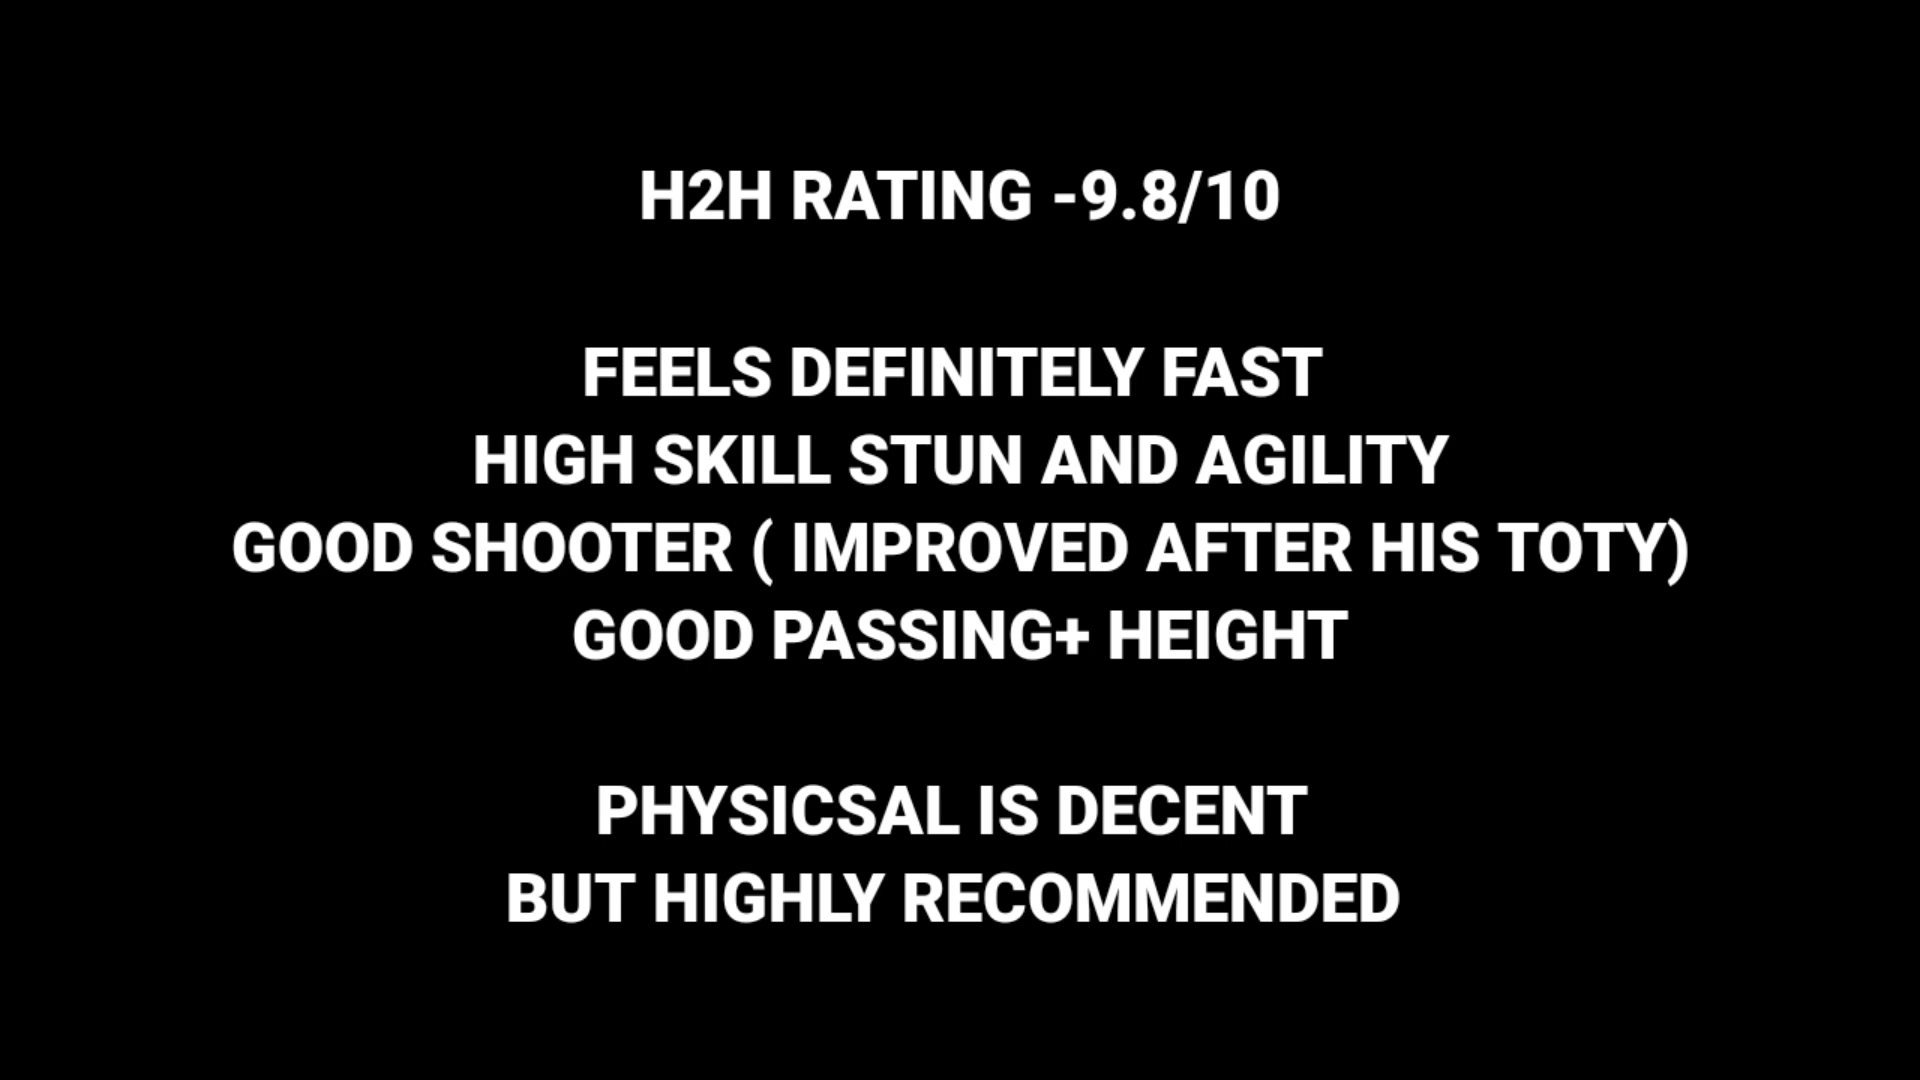 H2H RATING -9.8/10
FEELS DEFINITELY FAST
HIGH SKILL STUN AND AGILITY
GOOD SHOOTER ( IMPROVED AFTER HIS TOTY)
GOOD PASSING+ HEIGHT
PHYSICSAL IS DECENT
BUT HIGHLY RECOMMENDED